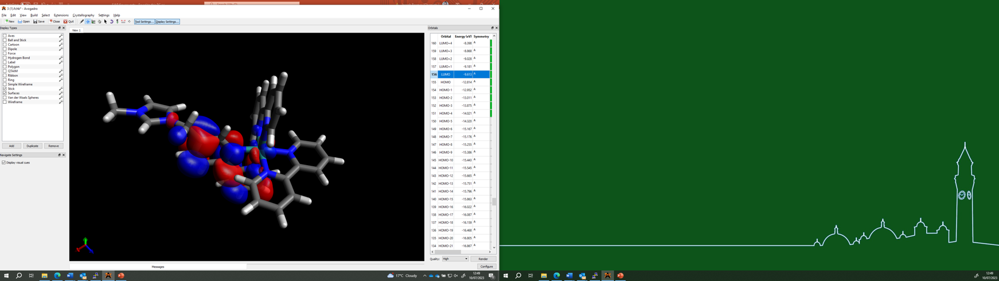 3 (1).fchk* - Avogadro
File Edit View Build Select Extensions Crystallography Settings Help
New Open Save Close Quit Tool Settings... Display Settings...
Display Types
Axes
Ball and Stick
Cartoon
Dipole
Force
Hydrogen Bond
Label
Polygon
QTAIM
Ribbon
Ring
Simple Wireframe
Stick
Surfaces
Van der Waals Spheres
Wireframe
Add Duplicate Remove
Navigate Settings
Display visual cues
View 1
Messages
Orbitals
Orbital Energy (eV) Symmetry
160 LUMO+4 -8.398 A
159 LUMO+3 -8.868 A
158 LUMO+2 -9.028 A
157 LUMO+1 -9.181 A
156 LUMO -9.613 A
155 HOMO -12.814 A
154 HOMO-1 -12.952 A
153 HOMO-2 -13.011 A
152 HOMO-3 -13.875 A
151 HOMO-4 -14.021 A
150 HOMO-5 -14.320 A
149 HOMO-6 -15.167 A
148 HOMO-7 -15.176 A
147 HOMO-8 -15.255 A
146 HOMO-9 -15.386 A
145 HOMO-10 -15.443 A
144 HOMO-11 -15.545 A
143 HOMO-12 -15.665 A
142 HOMO-13 -15.751 A
141 HOMO-14 -15.796 A
140 HOMO-15 -15.863 A
139 HOMO-16 -16.022 A
138 HOMO-17 -16.087 A
137 HOMO-18 -16.159 A
136 HOMO-19 -16.468 A
135 HOMO-20 -16.805 A
134 HOMO-21 -16.867 A
Quality: High Render
Configure
17°C Cloudy
12:49
10/07/2023
12:49
10/07/2023